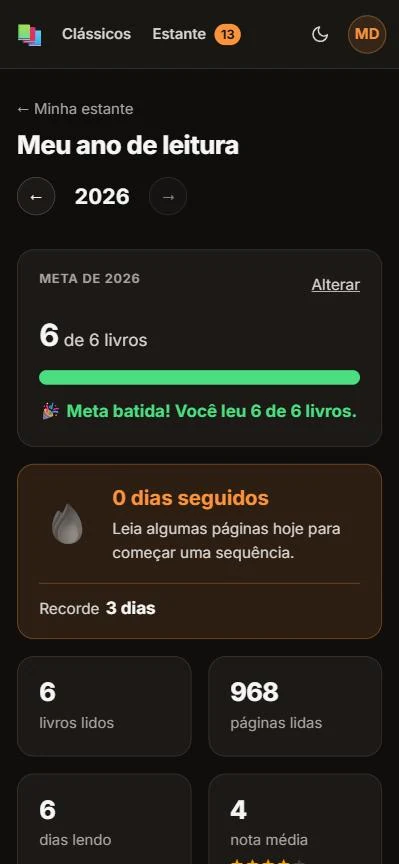 Clássicos Estante 13 MD
← Minha estante
Meu ano de leitura
← 2026 →
META DE 2026 Alterar
6 de 6 livros
🎉 Meta batida! Você leu 6 de 6 livros.
0 dias seguidos
Leia algumas páginas hoje para
começar uma sequência.
Recorde 3 dias
6 968
livros lidos páginas lidas
6 4
dias lendo nota média